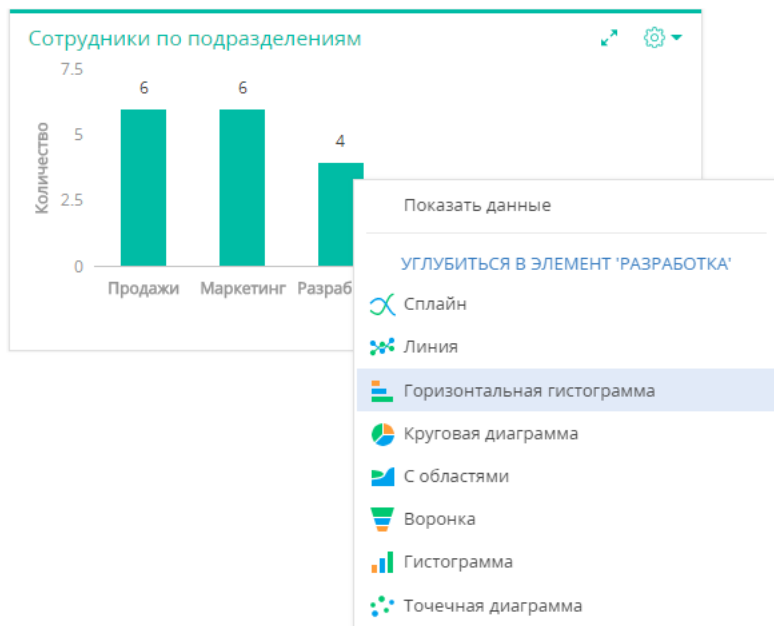 Сотрудники по подразделениям
7.5
6
6
5
4
Количество
2.5
0
Продажи Маркетинг Разраб
Показать данные
УГЛУБИТЬСЯ В ЭЛЕМЕНТ 'РАЗРАБОТКА'
Сплайн
Линия
Горизонтальная гистограмма
Круговая диаграмма
С областями
Воронка
Гистограмма
Точечная диаграмма